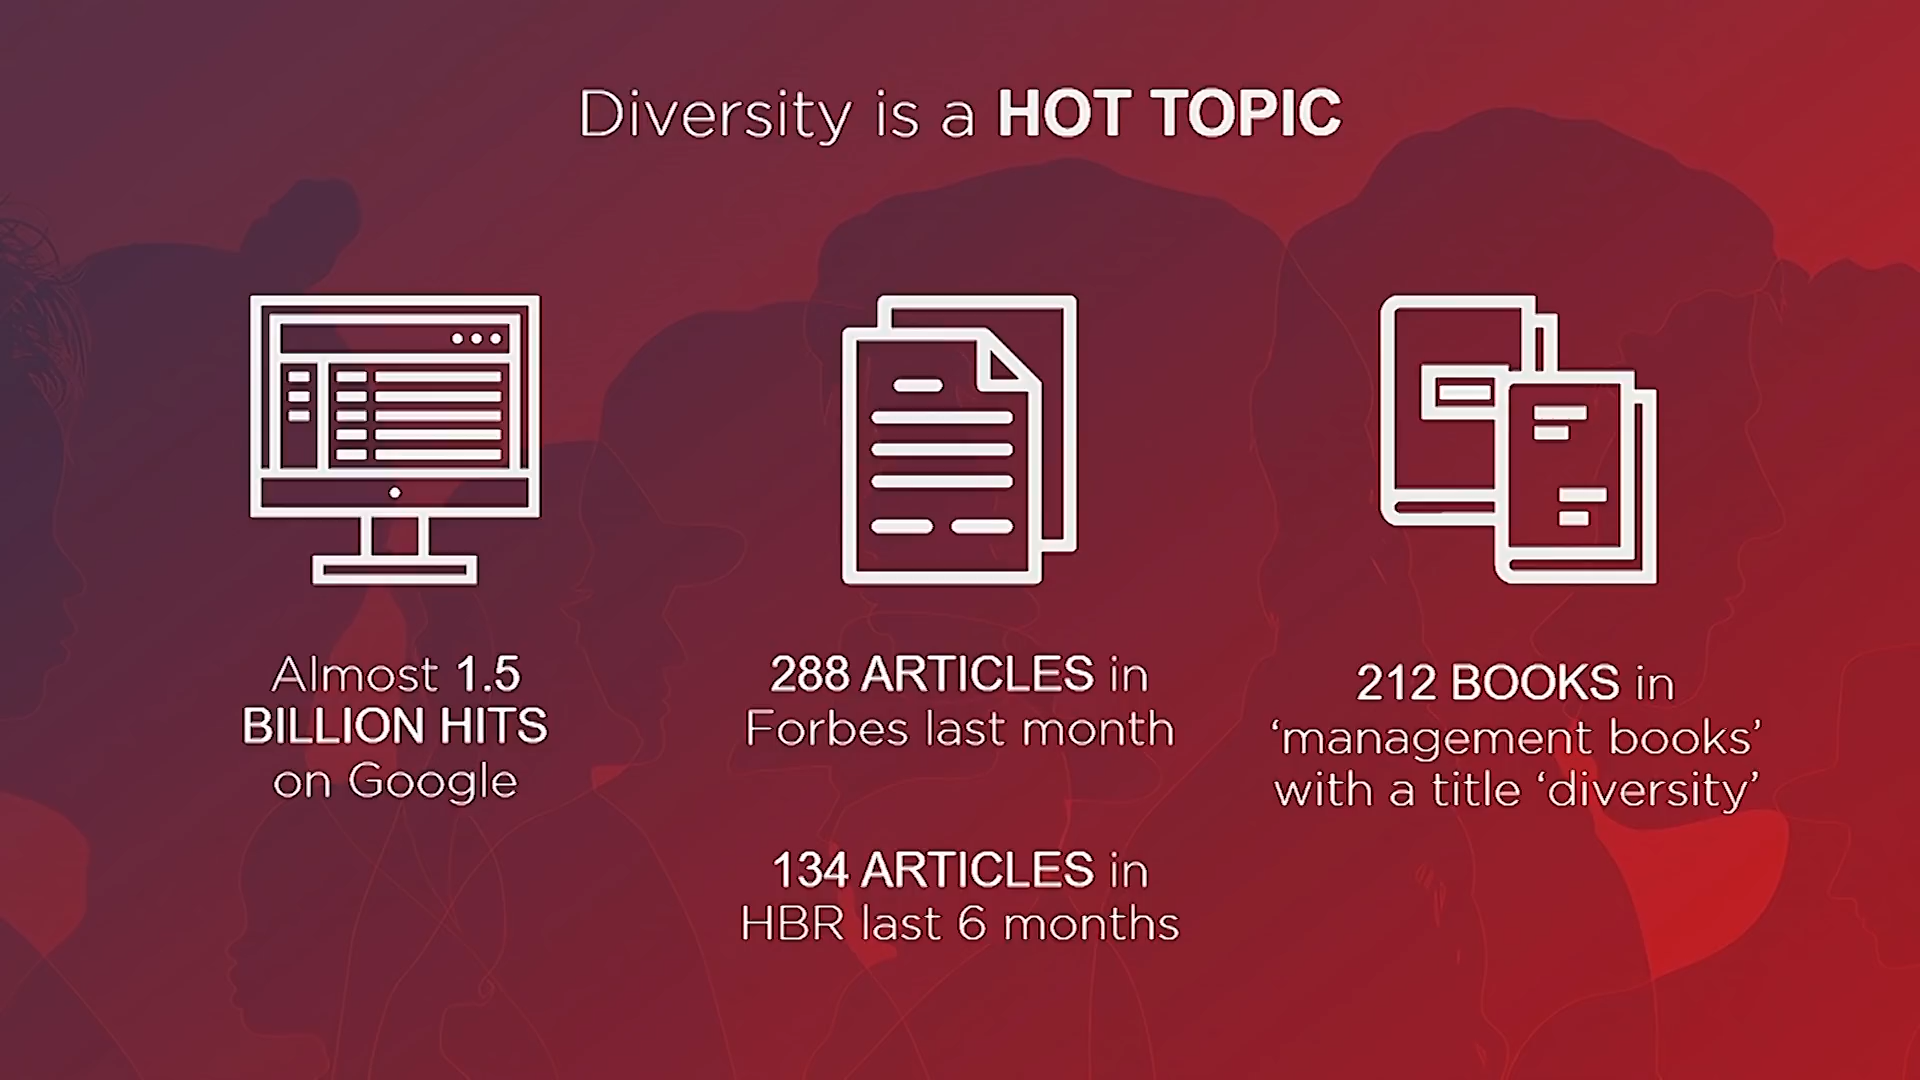 Diversity is a HOT TOPIC
Almost 1.5
BILLION HITS
on Google
288 ARTICLES in
Forbes last month
134 ARTICLES in
HBR last 6 months
212 BOOKS in
‘management books’
with a title ‘diversity’